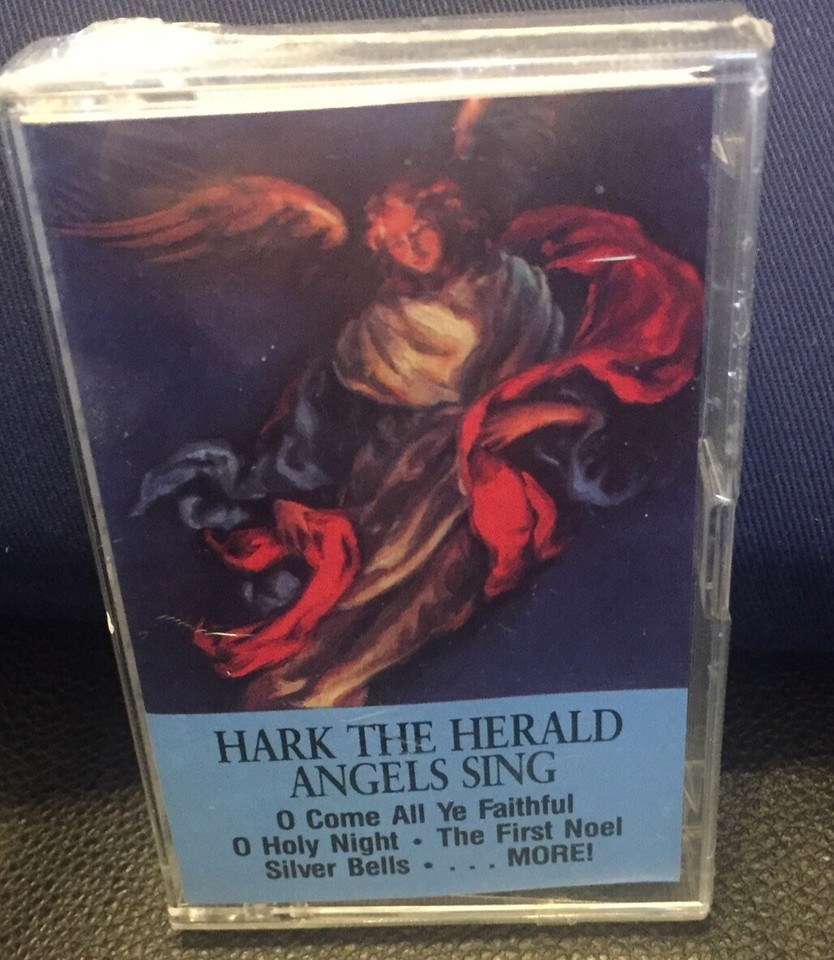 HARK THE HERALD
ANGELS SING
O Come All Ye Faithful
O Holy Night • The First Noel
Silver Bells • . . . MORE!